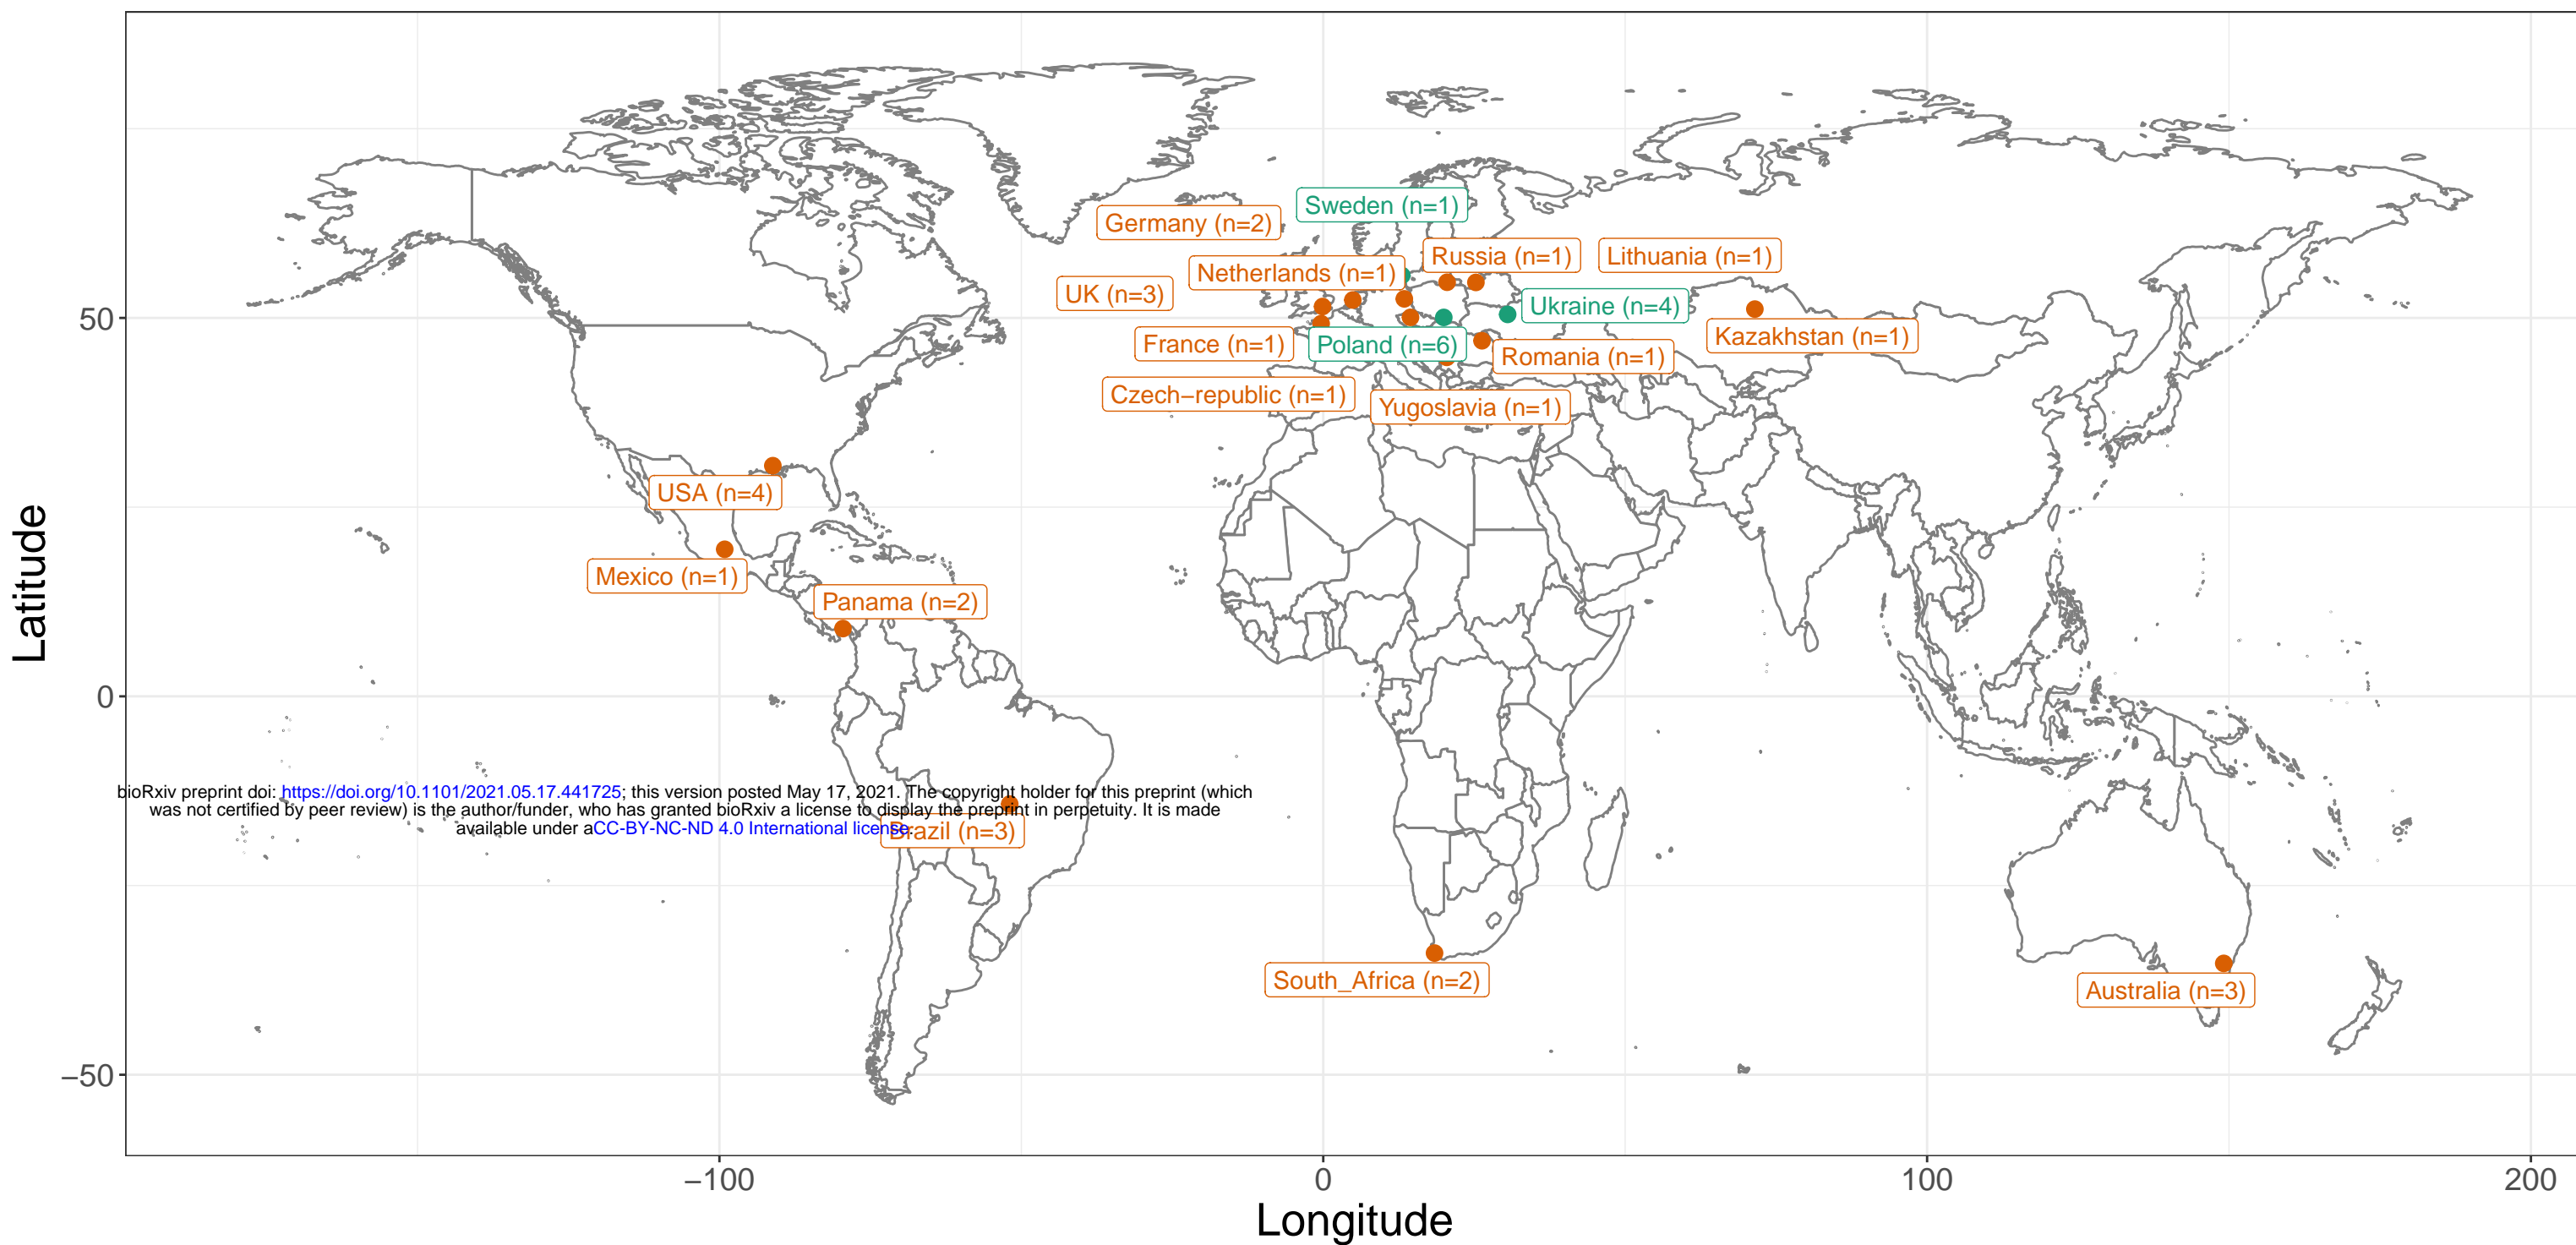 Sweden (n=1)
Germany (n=2)
Russia (n=1)
Lithuania (n=1)
Netherlands (n=1)
UK (n=3)
Ukraine (n=4)
50
Kazakhstan (n=1)
France (n=1)
Poland (n=6)
Romania (n=1)
Czech−republic (n=1)
Yugoslavia (n=1)
USA (n=4)
Latitude
Mexico (n=1)
Panama (n=2)
0
bioRxiv preprint doi: https://doi.org/10.1101/2021.05.17.441725; this version posted May 17, 2021. The copyright holder for this preprint (which
was not certified by peer review) is the author/funder, who has granted bioRxiv a license to display the preprint in perpetuity. It is made
available under aCC-BY-NC-ND 4.0 International license.
Brazil (n=3)
South_Africa (n=2)
Australia (n=3)
−50
−100
0
100
200
Longitude